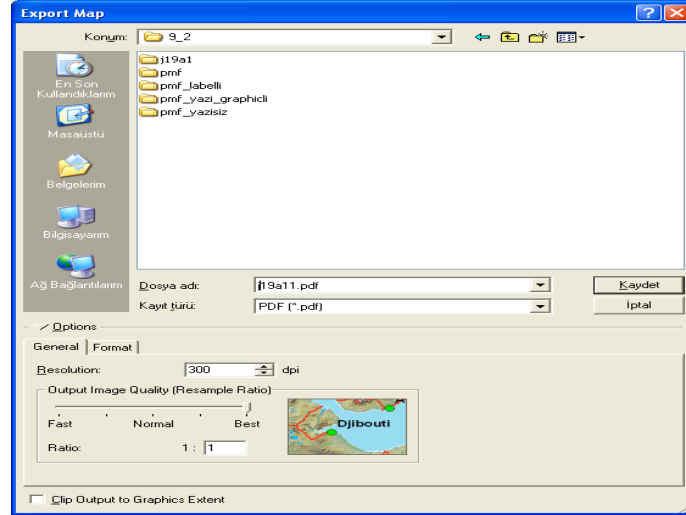 Export Map
Konum: 9_2
j19a1
pmf
pmf_labelli
pmf_yazi_graphicli
pmf_yazisiz
En Son Kullandıklarım
Masaüstü
Belgelerim
Bilgisayarım
Ağ Bağlantılarım
Dosya adı: j19a11.pdf Kaydet
Kayıt türü: PDF (*.pdf) İptal
Options
General Format
Resolution: 300 dpi
Output Image Quality (Resample Ratio)
Fast Normal Best
Djibouti
Ratio: 1 : 1
Clip Output to Graphics Extent